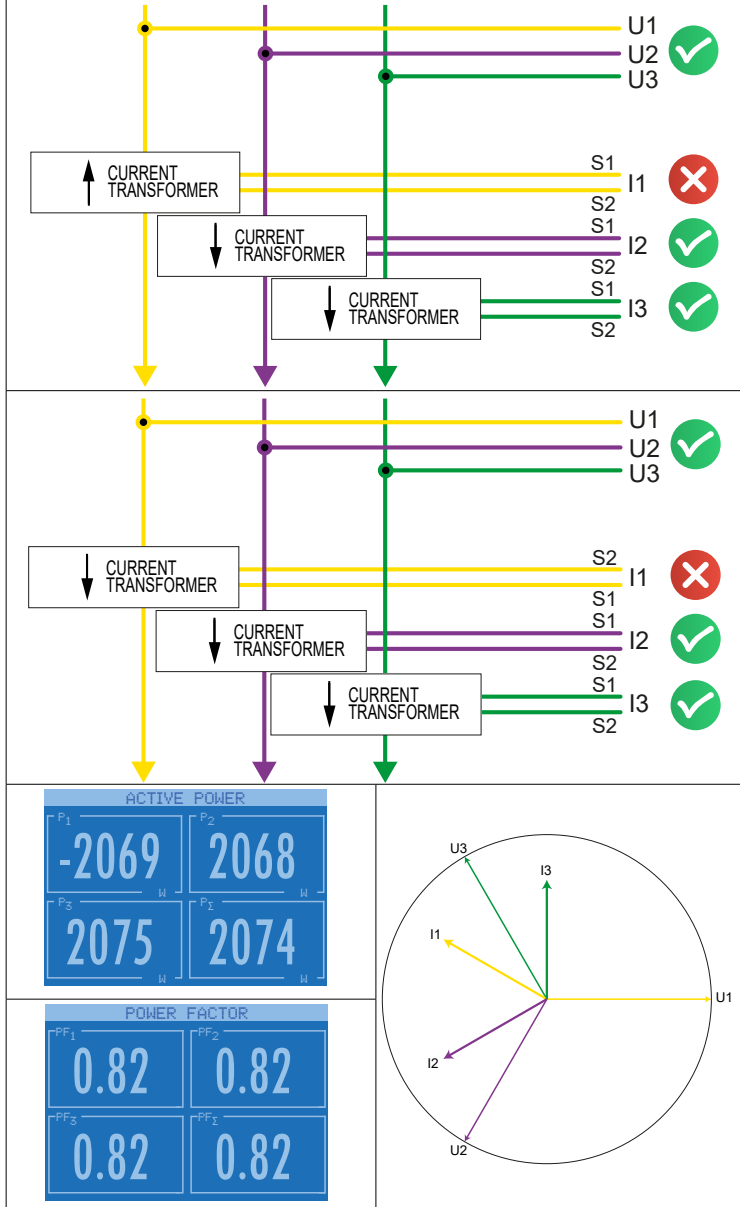 U1
U2
U3
CURRENT
TRANSFORMER
S1
I1
S2
CURRENT
TRANSFORMER
S1
I2
S2
CURRENT
TRANSFORMER
S1
I3
S2
U1
U2
U3
CURRENT
TRANSFORMER
S2
I1
S1
CURRENT
TRANSFORMER
S1
I2
S2
CURRENT
TRANSFORMER
S1
I3
S2
ACTIVE POWER
P1
-2069
W
P2
2068
W
P3
2075
W
PΣ
2074
W
POWER FACTOR
PF1
0.82
PF2
0.82
PF3
0.82
PFΣ
0.82
U3
I3
I1
U1
I2
U2